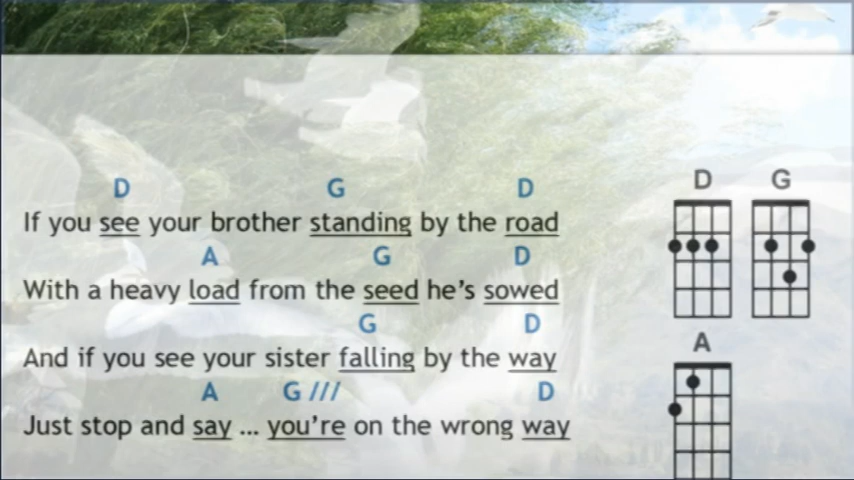 D G D
If you see your brother standing by the road
A G D
With a heavy load from the seed he's sowed
G D
And if you see your sister falling by the way
A G /// D
Just stop and say ... you're on the wrong way
D G
A